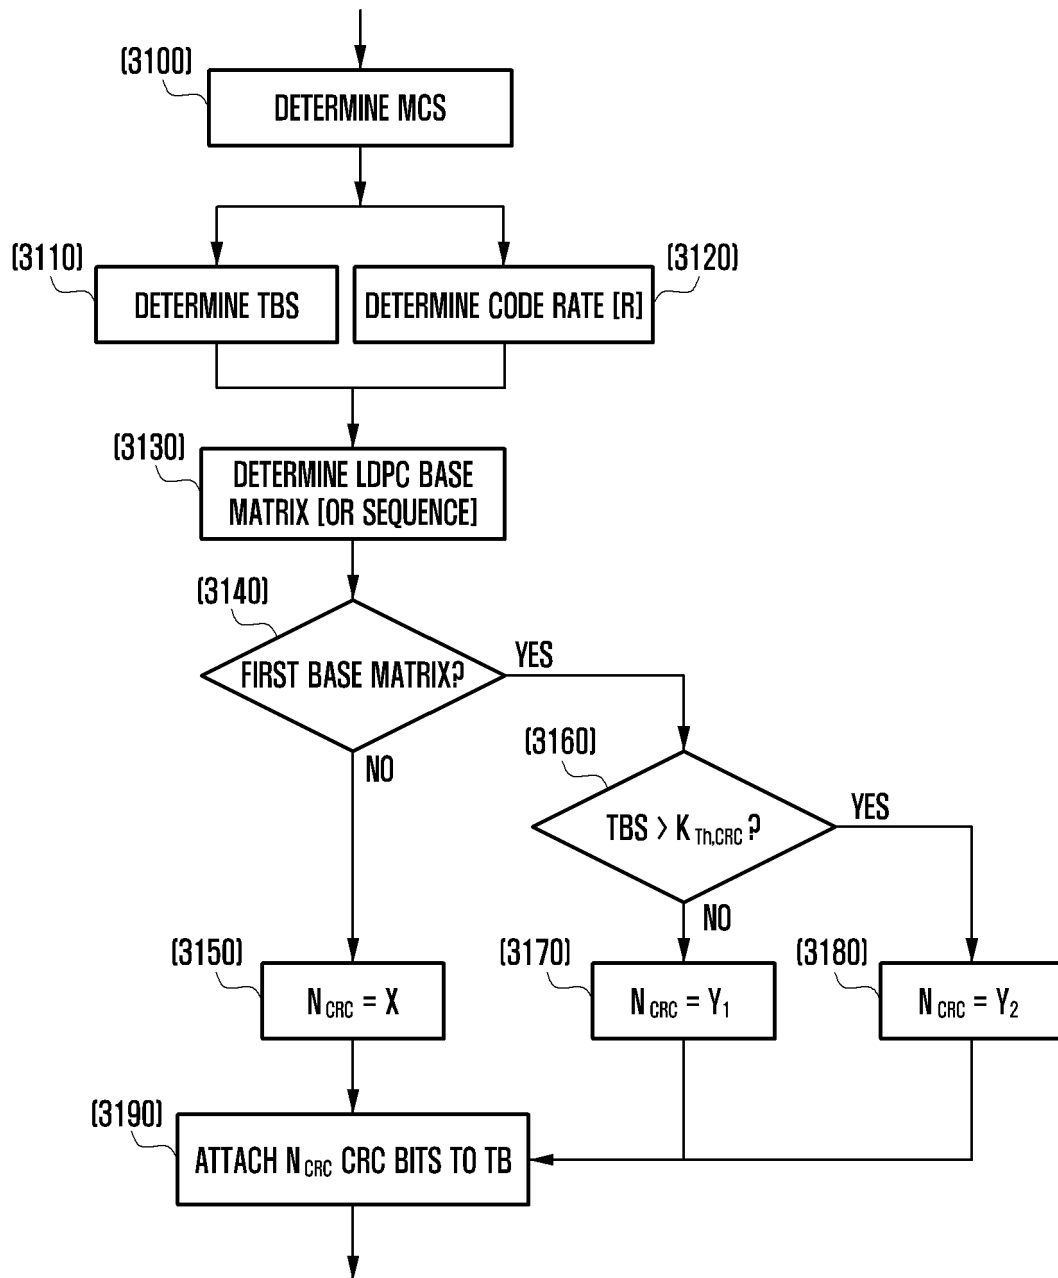 (3100)
DETERMINE MCS
(3110)
DETERMINE TBS
(3120)
DETERMINE CODE RATE [R]
(3130)
DETERMINE LDPC BASE
MATRIX [OR SEQUENCE]
(3140)
FIRST BASE MATRIX?
YES
NO
(3160)
TBS > K Th,CRC ?
YES
NO
(3150)
N CRC = X
(3170)
N CRC = Y1
(3180)
N CRC = Y2
(3190)
ATTACH N CRC CRC BITS TO TB